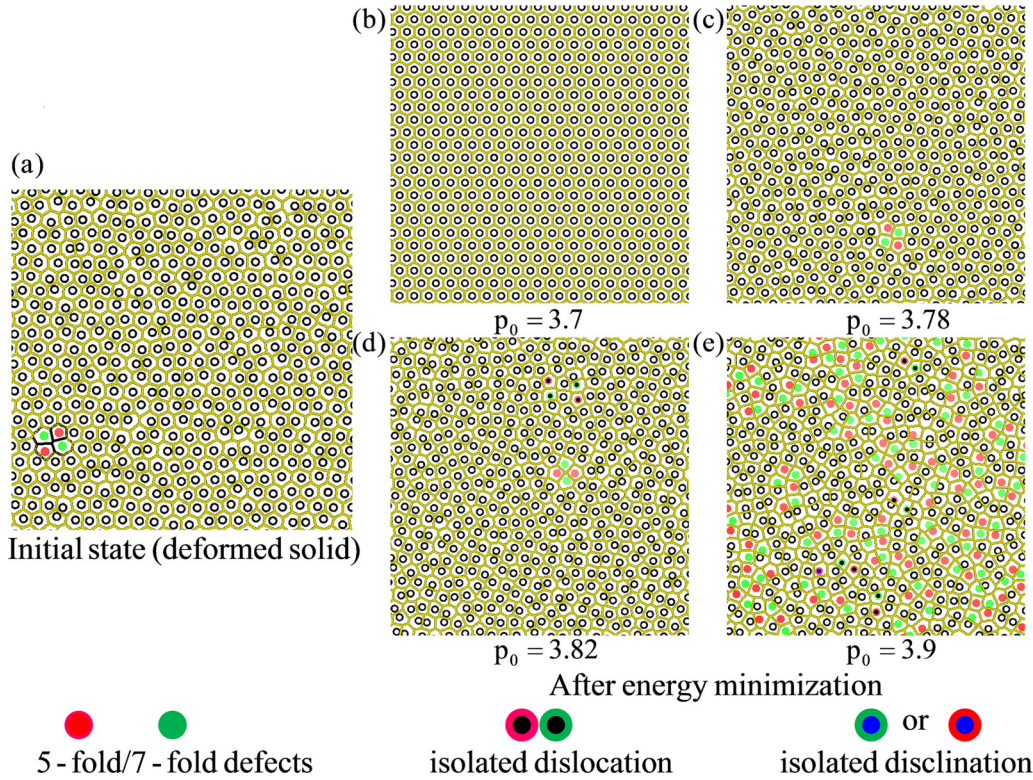 (a)
Initial state (deformed solid)
(b)
p₀ = 3.7
(c)
p₀ = 3.78
(d)
p₀ = 3.82
(e)
p₀ = 3.9
After energy minimization
5 - fold/7 - fold defects
isolated dislocation
or
isolated disclination